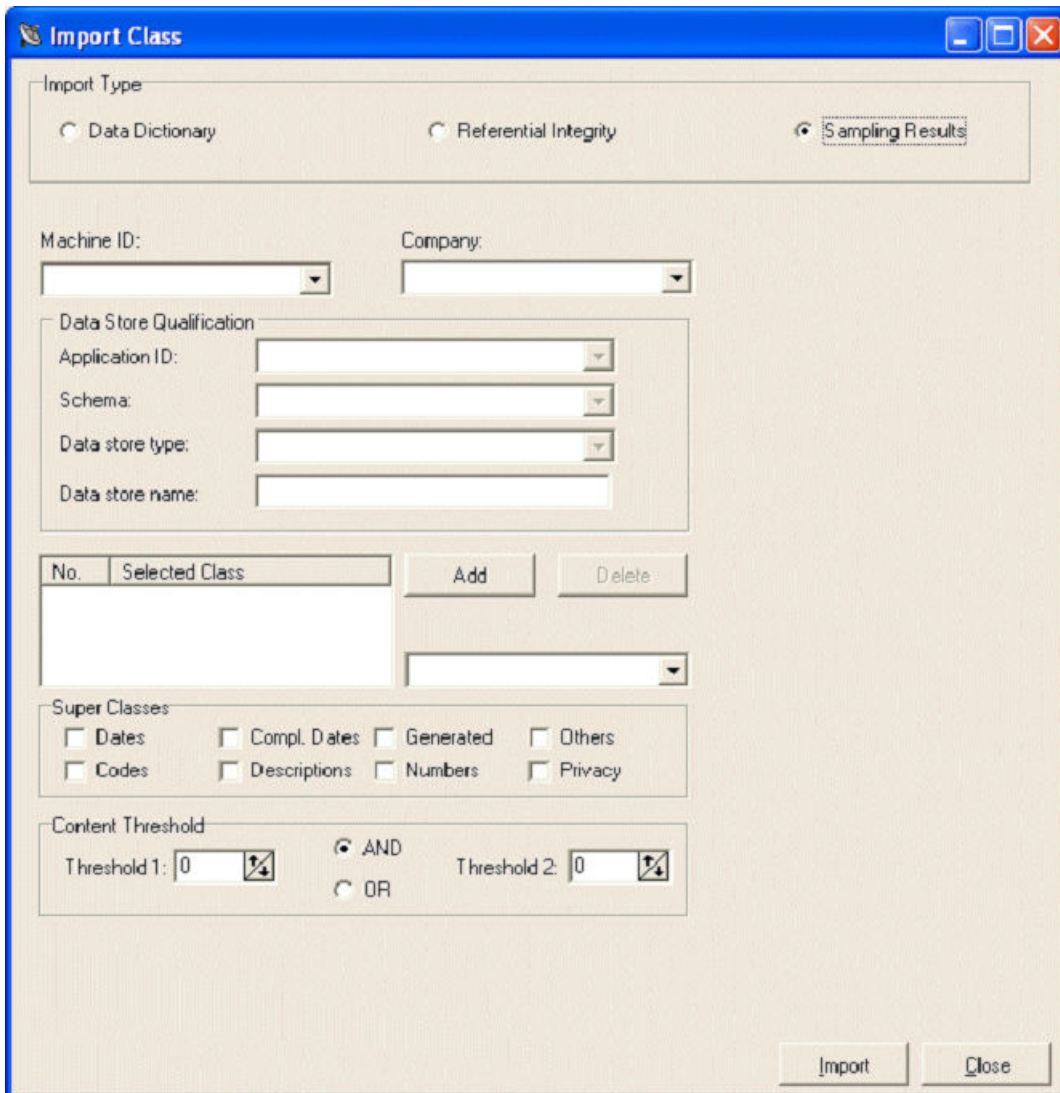 Import Class
Import Type
Data Dictionary Referential Integrity Sampling Results
Machine ID: Company:
Data Store Qualification
Application ID:
Schema:
Data store type:
Data store name:
No. Selected Class Add Delete
Super Classes
Dates Compl. Dates Generated Others
Codes Descriptions Numbers Privacy
Content Threshold
AND
Threshold 1: 0 Threshold 2: 0
OR
Import Close